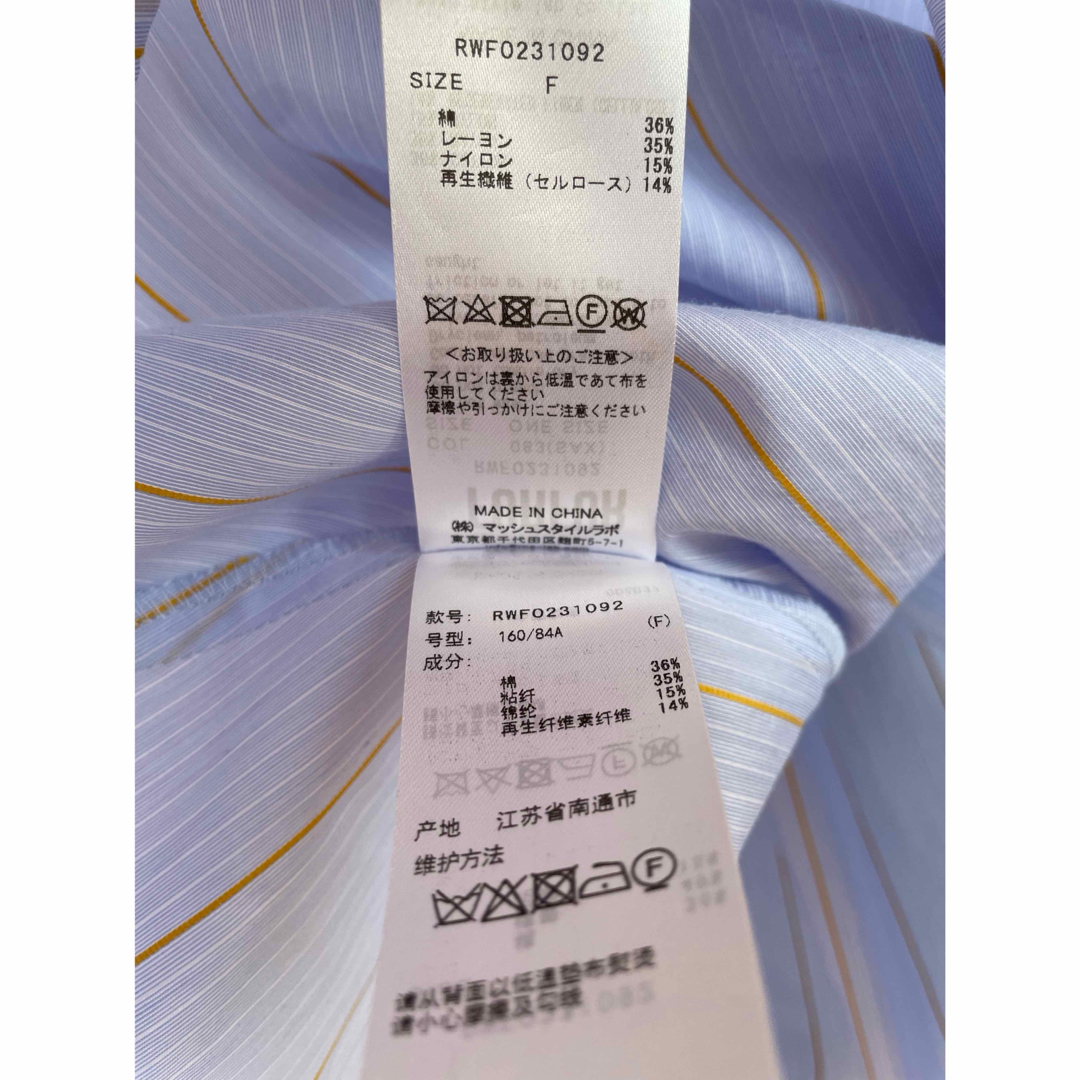 RWFO231092
SIZE F
綿 36%
レーヨン 35%
ナイロン 15%
再生繊維（セルロース） 14%
F W
＜お取り扱い上のご注意＞
アイロンは裏から低温であて布を
使用してください
摩擦や引っかけにご注意ください
MADE IN CHINA
㈱ マッシュスタイルラボ
東京都千代田区麹町5-7-1
款号: RWFO231092
号型: 160/84A (F)
成分:
棉 36%
粘纤 35%
锦纶 15%
再生纤维素纤维 14%
产地 江苏省南通市
维护方法
F
请从背面以低温垫布熨烫
请小心摩擦及勾丝